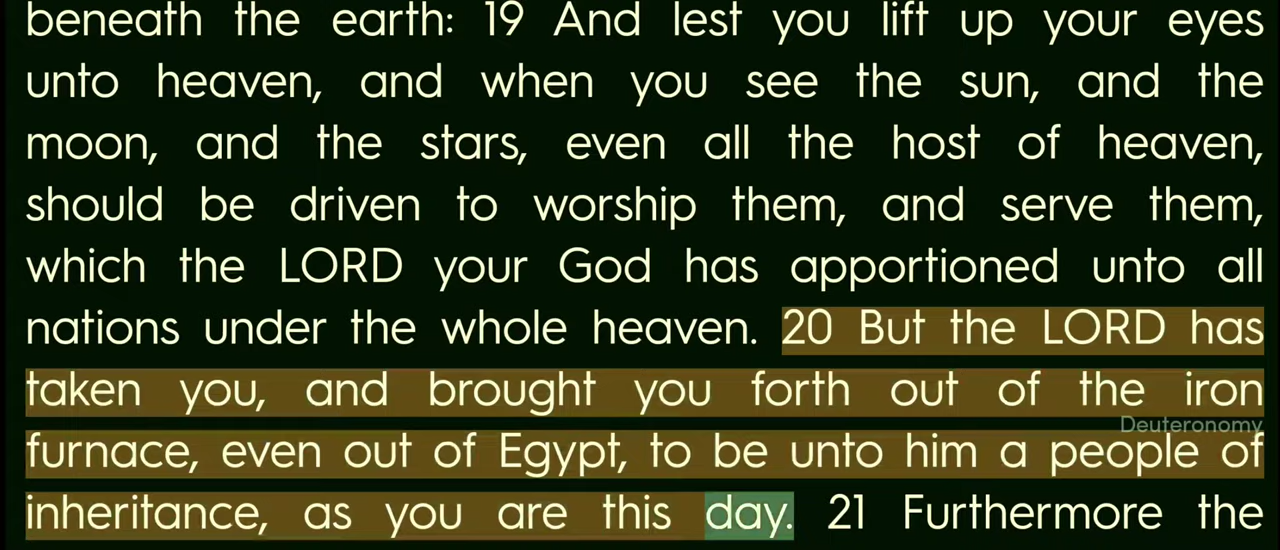 beneath the earth: 19 And lest you lift up your eyes
unto heaven, and when you see the sun, and the
moon, and the stars, even all the host of heaven,
should be driven to worship them, and serve them,
which the LORD your God has apportioned unto all
nations under the whole heaven. 20 But the LORD has
taken you, and brought you forth out of the iron
Deuteronomy
furnace, even out of Egypt, to be unto him a people of
inheritance, as you are this day. 21 Furthermore the